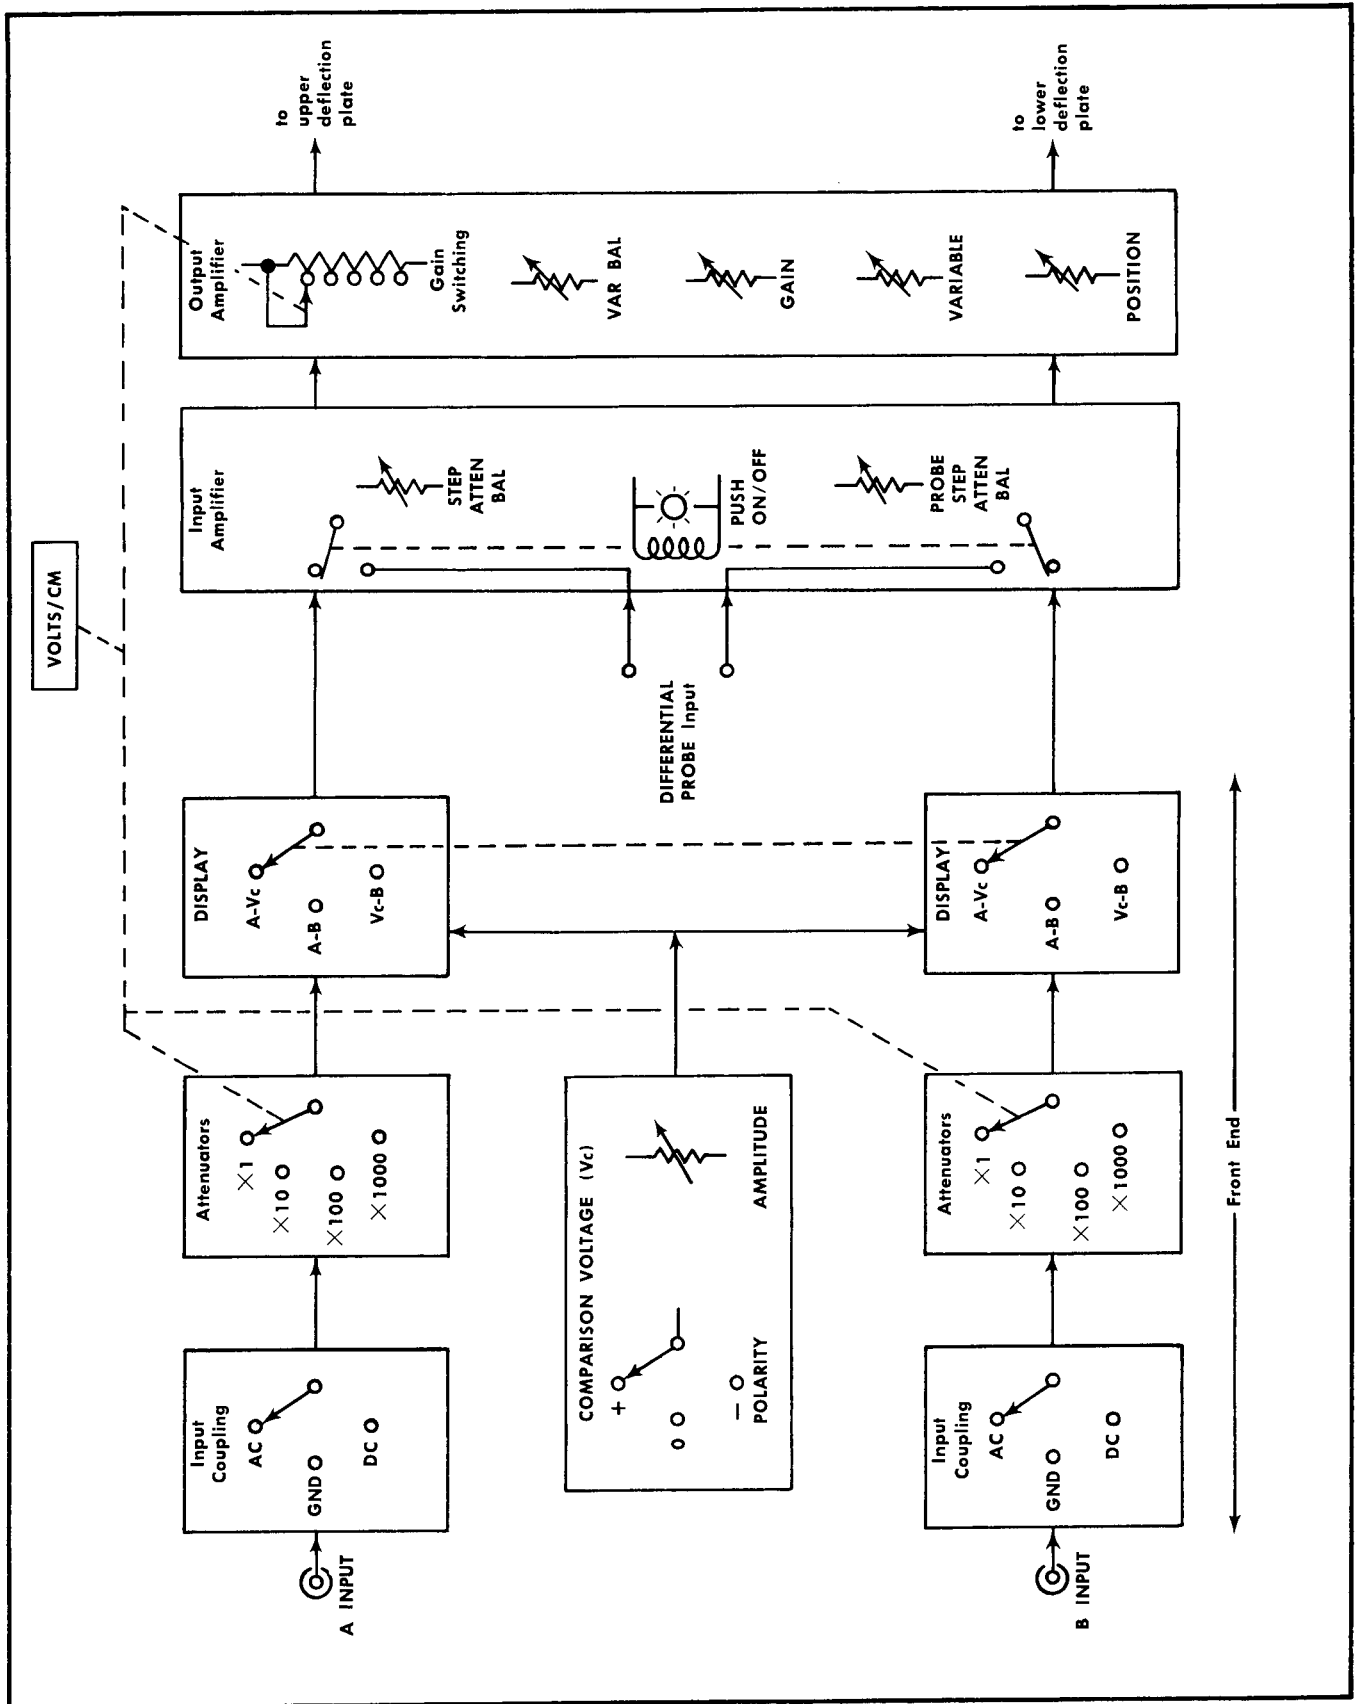 VOLTS/CM
A INPUT
Input
Coupling
AC
GND
DC
Attenuators
×1
×10
×100
×1000
DISPLAY
A-Vc
A-B
Vc-B
Input
Amplifier
STEP
ATTEN
BAL
PUSH
ON/OFF
PROBE
STEP
ATTEN
BAL
Output
Amplifier
Gain
Switching
VAR BAL
GAIN
VARIABLE
POSITION
to
upper
deflection
plate
to
lower
deflection
plate
COMPARISON VOLTAGE (Vc)
+
0
−
POLARITY
AMPLITUDE
DIFFERENTIAL
PROBE Input
B INPUT
Input
Coupling
AC
GND
DC
Attenuators
×1
×10
×100
×1000
DISPLAY
A-Vc
A-B
Vc-B
Front End